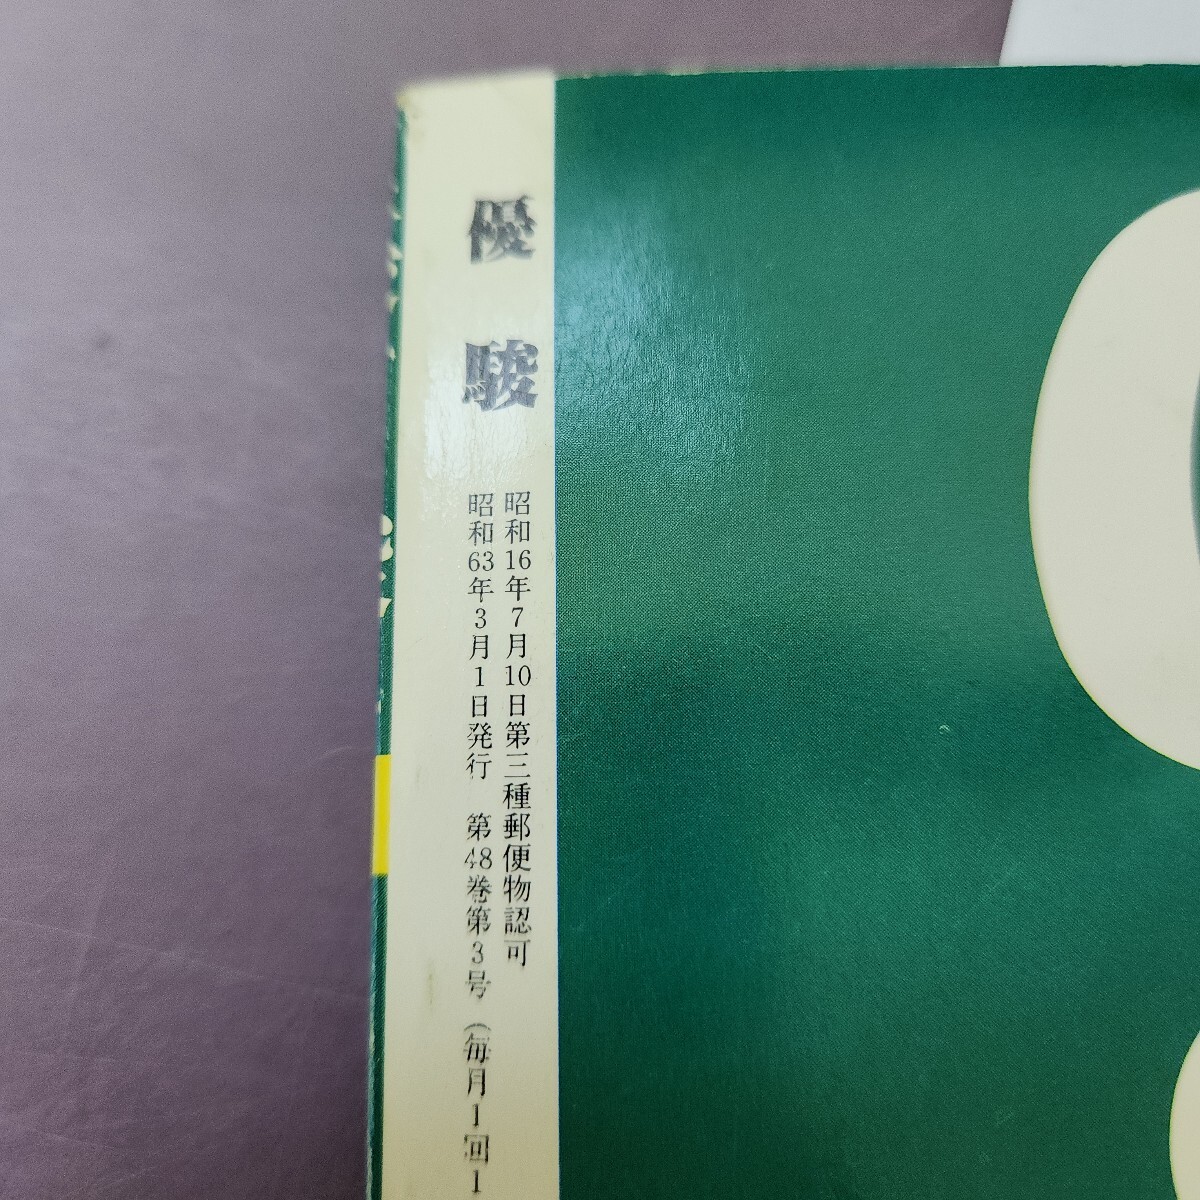 優駿
昭和16年7月10日第三種郵便物認可
昭和63年3月1日発行 第48巻第3号(毎月1回1